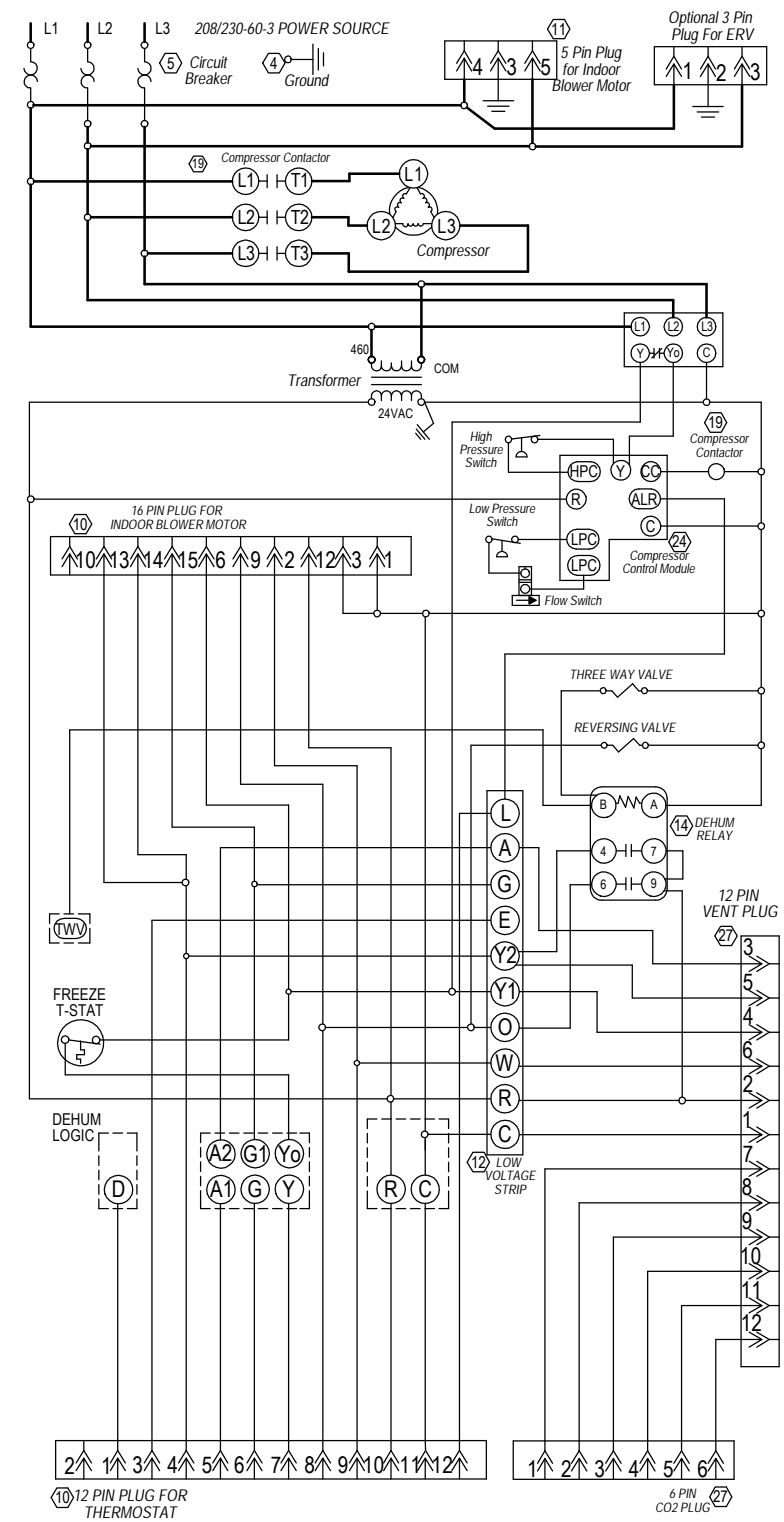 L1 L2 L3 208/230-60-3 POWER SOURCE
5 Circuit
Breaker
4
Ground
11
5 Pin Plug
for Indoor
Blower Motor
4 3 5
Optional 3 Pin
Plug For ERV
1 2 3
19 Compressor Contactor
L1 T1
L2 T2
L3 T3
L1
L2 L3
Compressor
L1 L2 L3
Y Yo C
460
COM
Transformer
24VAC
High
Pressure
Switch
19
Compressor
Contactor
HPC Y CC
R ALR
Low Pressure
Switch
LPC C
LPC
24
Compressor
Control Module
Flow Switch
10
16 PIN PLUG FOR
INDOOR BLOWER MOTOR
10 13 14 15 6 9 2 12 3 1
THREE WAY VALVE
REVERSING VALVE
B A
4 7
6 9
14 DEHUM
RELAY
L
A
G
E
Y2
Y1
O
W
R
C
12 LOW
VOLTAGE
STRIP
TWV
FREEZE
T-STAT
12 PIN
VENT PLUG
27
3
5
4
6
2
1
7
8
9
10
11
12
DEHUM
LOGIC
D
A2 G1 Yo
A1 G Y
R C
2 1 3 4 5 6 7 8 9 10 11 12
10 12 PIN PLUG FOR
THERMOSTAT
1 2 3 4 5 6
6 PIN
CO2 PLUG 27